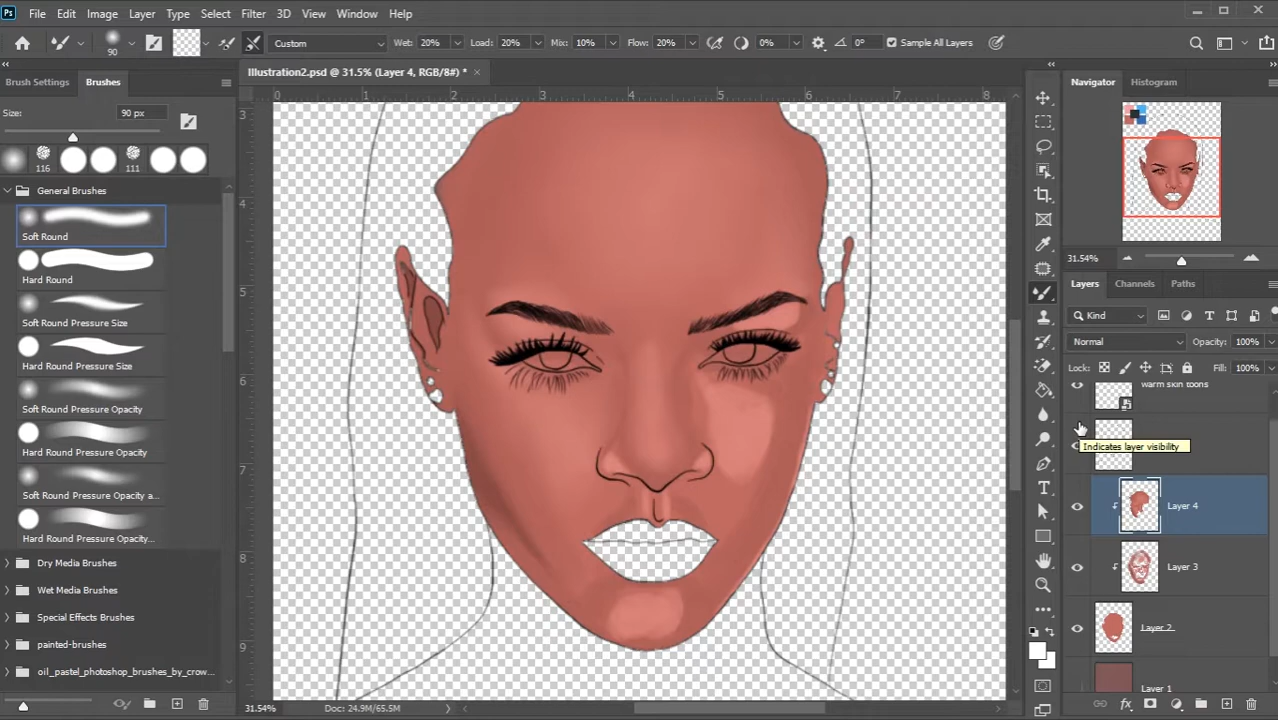 Ps File Edit Image Layer Type Select Filter 3D View Window Help
90 Custom Wet: 20% Load: 20% Mix: 10% Flow: 20% 0% 0° Sample All Layers
Brush Settings Brushes
Illustration2.psd @ 31.5% (Layer 4, RGB/8#) * ×
Navigator Histogram
0 1 2 3 4 5 6 7 8
Size: 90 px
116 111
General Brushes
Soft Round
Hard Round
Soft Round Pressure Size
Hard Round Pressure Size
Soft Round Pressure Opacity
Hard Round Pressure Opacity
Soft Round Pressure Opacity a...
Hard Round Pressure Opacity...
Dry Media Brushes
Wet Media Brushes
Special Effects Brushes
painted-brushes
oil_pastel_photoshop_brushes_by_crow...
3
4
5
6
7
8
9
31.54%
Layers Channels Paths
Kind
Normal Opacity: 100%
Lock: Fill: 100%
warm skin toons
Indicates layer visibility
Layer 4
Layer 3
Layer 2
Layer 1
31.54% Doc: 24.9M/65.5M